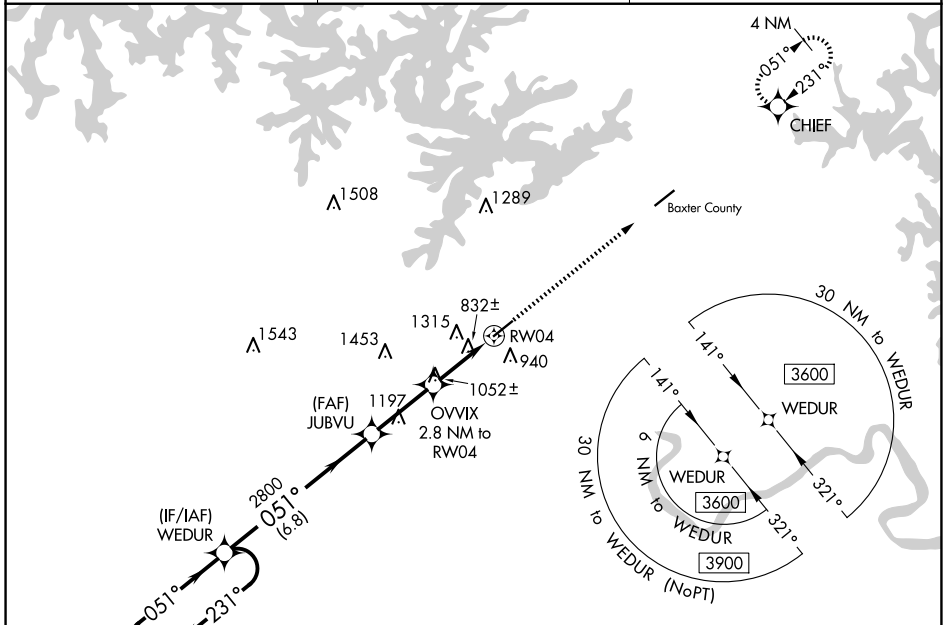 4 NM
051°
231°
CHIEF
1508
1289
Baxter County
832±
1315
RW04
1543
1453
940
1052±
1197
(FAF)
JUBVU
OVVIX
2.8 NM to
RW04
2800
051°
(6.8)
(IF/IAF)
WEDUR
051°
231°
30 NM to WEDUR
141°
3600
WEDUR
321°
141°
6 NM to WEDUR
WEDUR
3600
321°
30 NM to WEDUR (NoPT)
3900